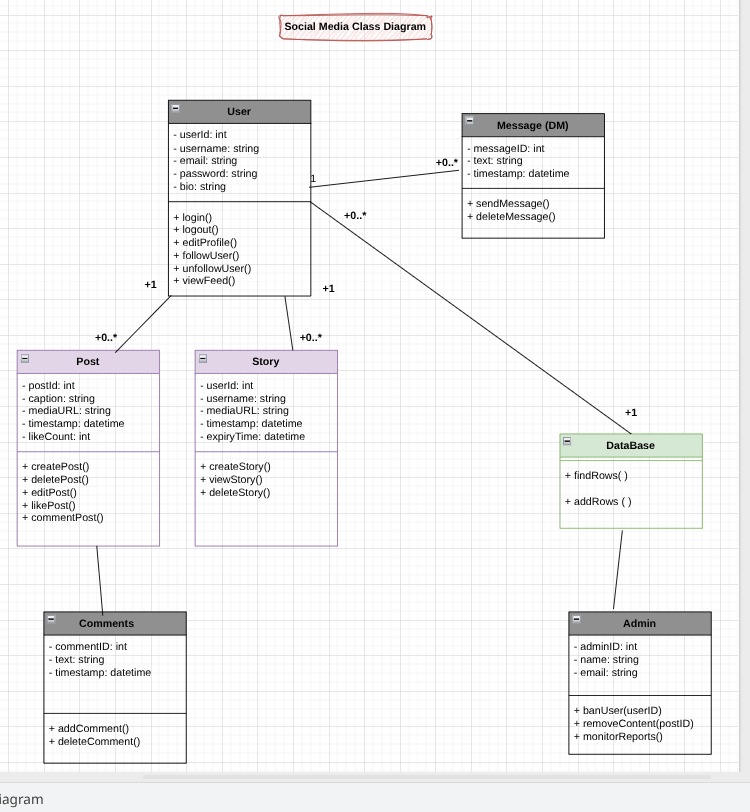 Social Media Class Diagram
User
- userId: int
- username: string
- email: string
- password: string
- bio: string
+ login()
+ logout()
+ editProfile()
+ followUser()
+ unfollowUser()
+ viewFeed()
1
+0..*
Message (DM)
- messageID: int
- text: string
- timestamp: datetime
+ sendMessage()
+ deleteMessage()
+0..*
+1
+1
+1
+0..*
+0..*
Post
- postId: int
- caption: string
- mediaURL: string
- timestamp: datetime
- likeCount: int
+ createPost()
+ deletePost()
+ editPost()
+ likePost()
+ commentPost()
Story
- userId: int
- username: string
- mediaURL: string
- timestamp: datetime
- expiryTime: datetime
+ createStory()
+ viewStory()
+ deleteStory()
DataBase
+ findRows( )
+ addRows ( )
Comments
- commentID: int
- text: string
- timestamp: datetime
+ addComment()
+ deleteComment()
Admin
- adminID: int
- name: string
- email: string
+ banUser(userID)
+ removeContent(postID)
+ monitorReports()
iagram